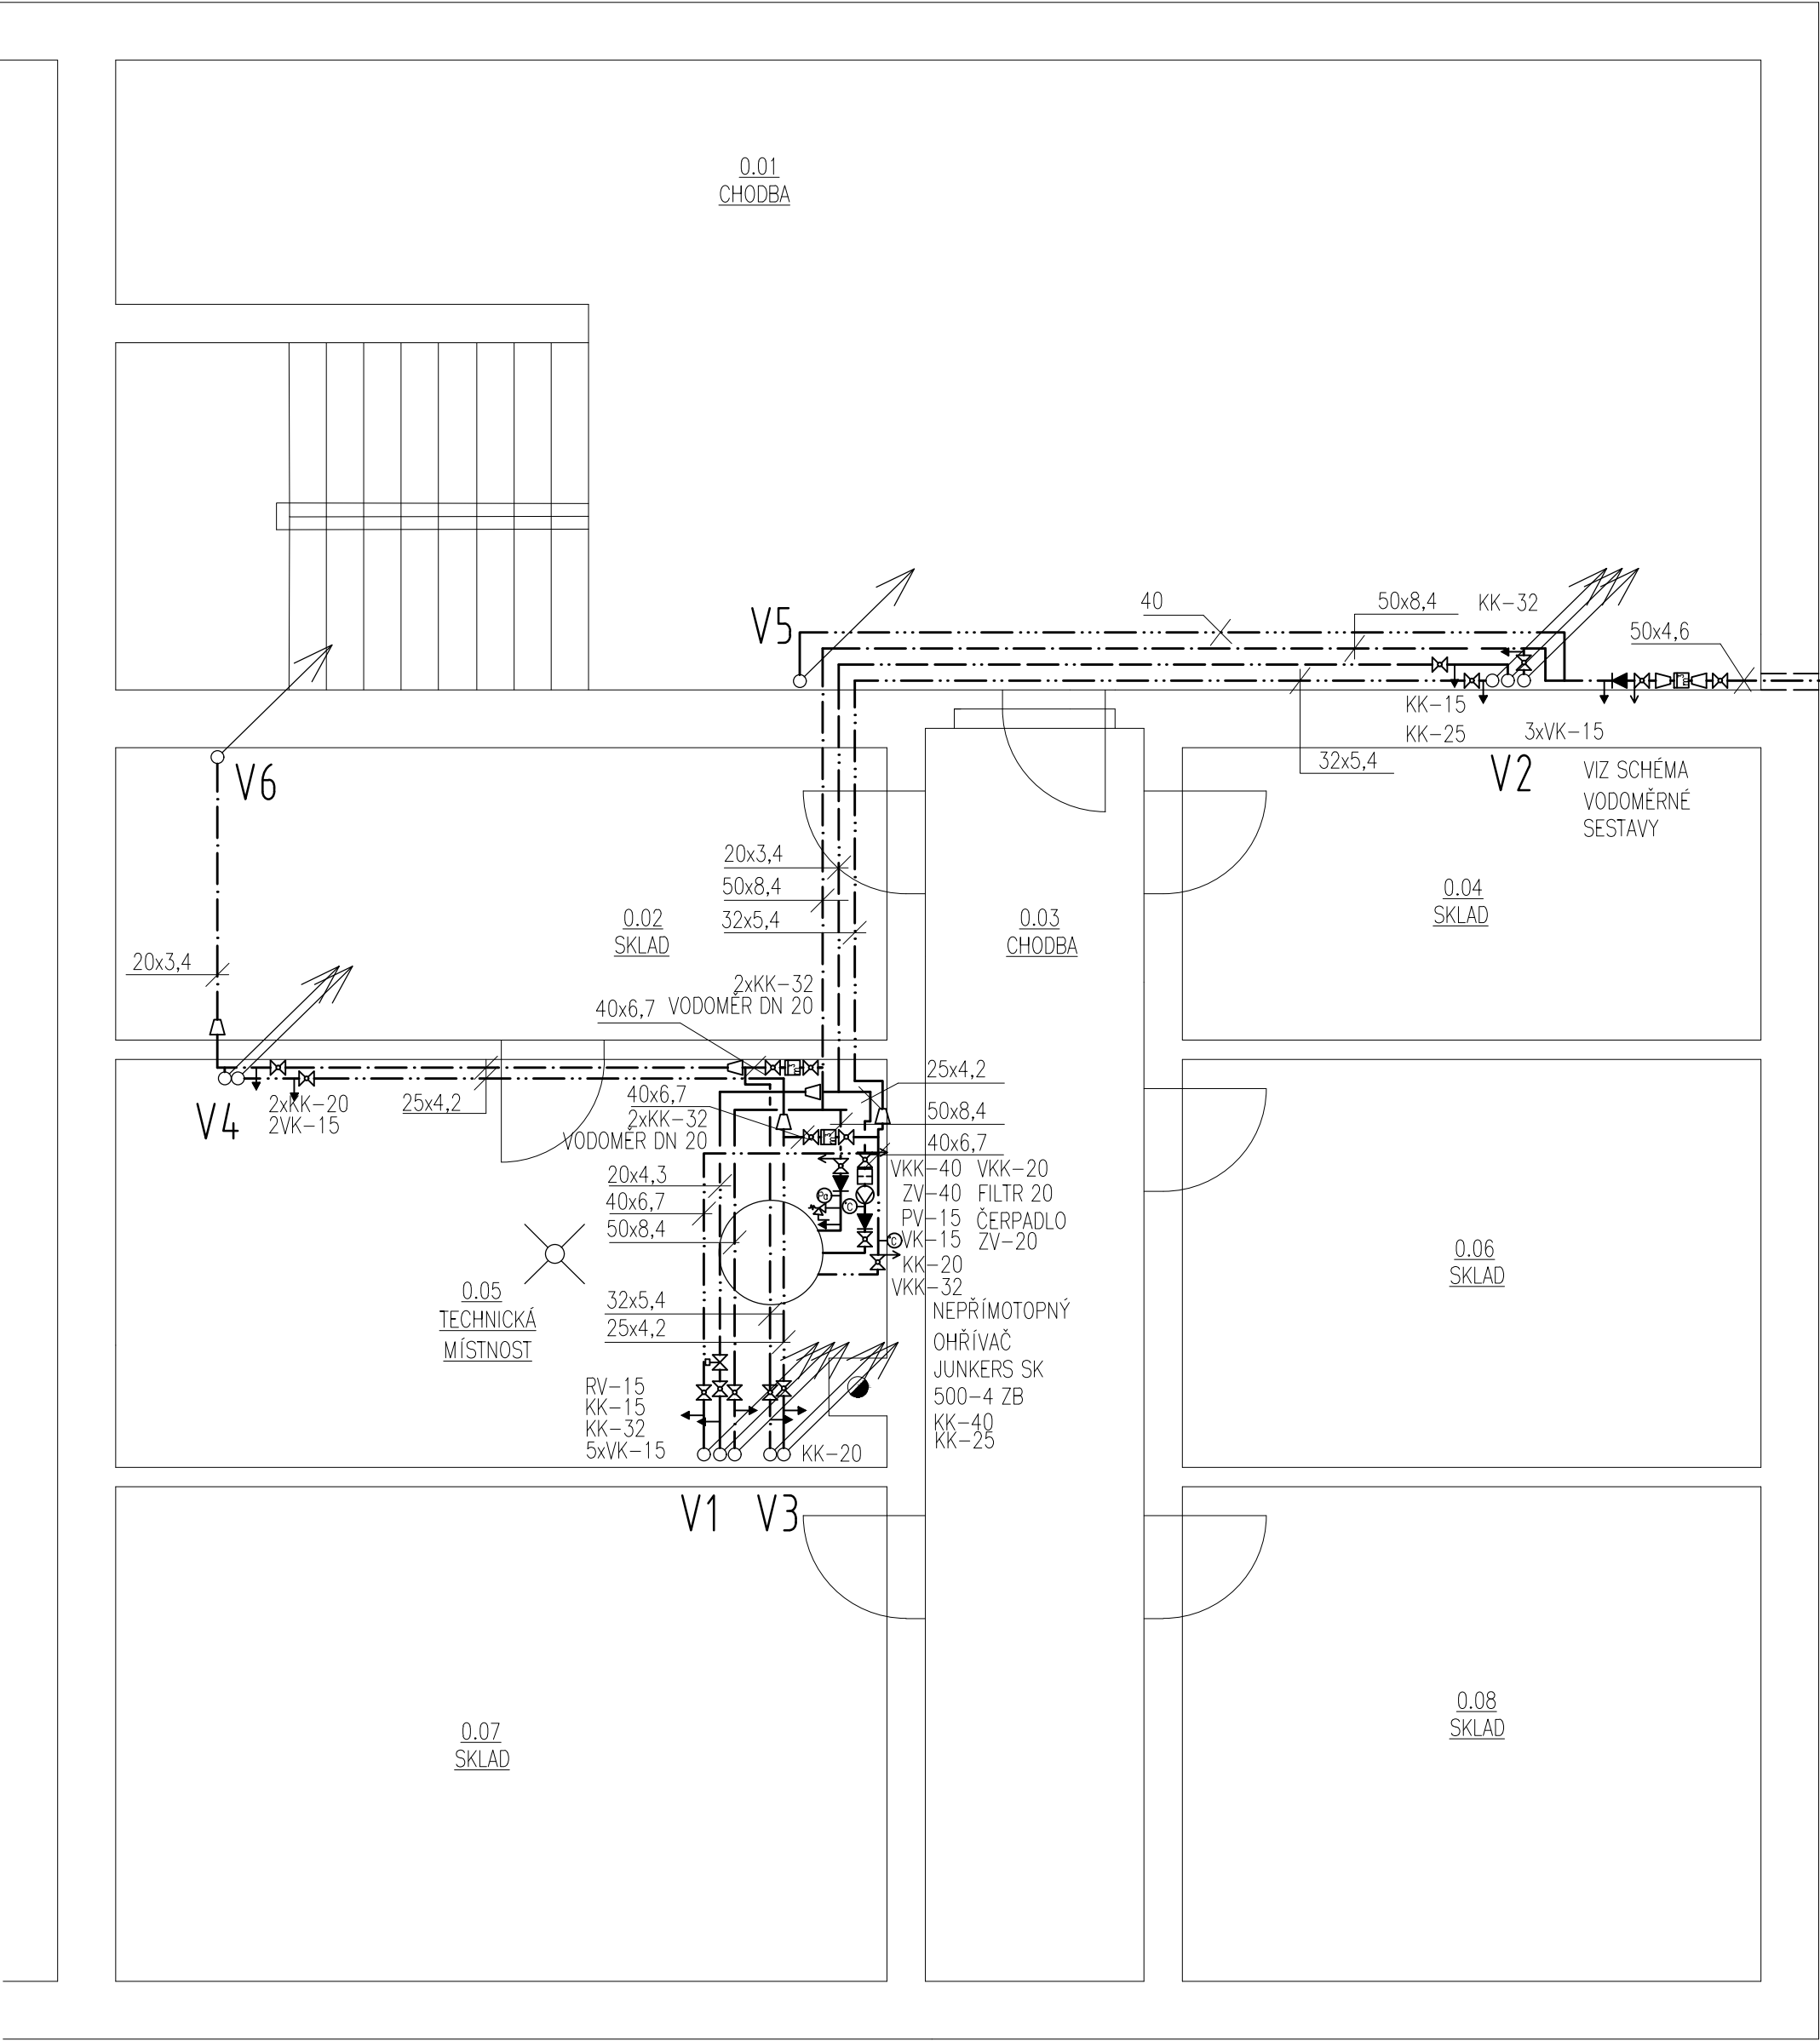 0.01
CHODBA
V5
40
50x8,4
KK-32
50x4,6
KK-15
KK-25
3xVK-15
32x5,4
V2
VIZ SCHÉMA
VODOMĚRNÉ
SESTAVY
V6
20x3,4
50x8,4
32x5,4
0.02
SKLAD
0.03
CHODBA
0.04
SKLAD
20x3,4
2xKK-32
VODOMĚR DN 20
40x6,7
V4
2xKK-20
2VK-15
25x4,2
40x6,7
2xKK-32
VODOMĚR DN 20
25x4,2
50x8,4
40x6,7
VKK-40 VKK-20
ZV-40 FILTR 20
PV-15 ČERPADLO
VK-15 ZV-20
KK-20
VKK-32
Pa
°C
°C
20x4,3
40x6,7
50x8,4
32x5,4
25x4,2
0.05
TECHNICKÁ
MÍSTNOST
0.06
SKLAD
NEPŘÍMOTOPNÝ
OHŘÍVAČ
JUNKERS SK
500-4 ZB
KK-40
KK-25
RV-15
KK-15
KK-32
5xVK-15
KK-20
V1
V3
0.07
SKLAD
0.08
SKLAD